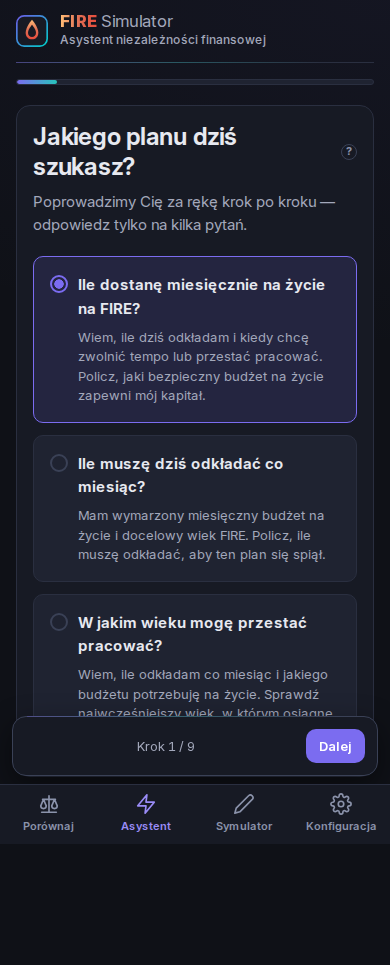 FIRE Simulator
Asystent niezależności finansowej
Jakiego planu dziś
szukasz?
?
Poprowadzimy Cię za rękę krok po kroku —
odpowiedz tylko na kilka pytań.
Ile dostanę miesięcznie na życie
na FIRE?
Wiem, ile dziś odkładam i kiedy chcę
zwolnić tempo lub przestać pracować.
Policz, jaki bezpieczny budżet na życie
zapewni mój kapitał.
Ile muszę dziś odkładać co
miesiąc?
Mam wymarzony miesięczny budżet na
życie i docelowy wiek FIRE. Policz, ile
muszę odkładać, aby ten plan się spiął.
W jakim wieku mogę przestać
pracować?
Wiem, ile odkładam co miesiąc i jakiego
budżetu potrzebuję na życie. Sprawdź
najwcześniejszy wiek, w którym osiągnę
Krok 1 / 9
Dalej
Porównaj
Asystent
Symulator
Konfiguracja